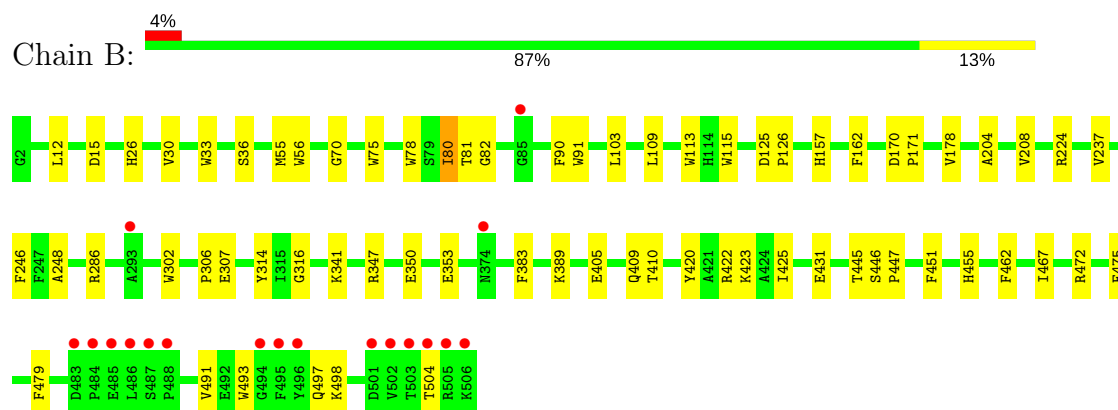 4%
Chain B:
87% 13%
G2 L12 D15 H26 V30 W33 S36 M55 W56 G70 W75 W78 S79 I80 T81 G82 G85 F90 W91 L103 L109 W113 H114 W115 D125 P126 H157 F162 D170 P171 V178 A204 V208 R224 V237
F246 F247 A248 R286 A293 W302 P306 E307 Y314 I315 G316 K341 R347 E350 E353 N374 F383 K389 E405 Q409 T410 Y420 A421 R422 K423 A424 I425 E431 T445 S446 P447 F451 H455 F462 I467 R472
F479 D483 P484 E485 L486 S487 P488 V491 E492 W493 G494 F495 Y496 Q497 K498 D501 V502 T503 T504 R505 K506